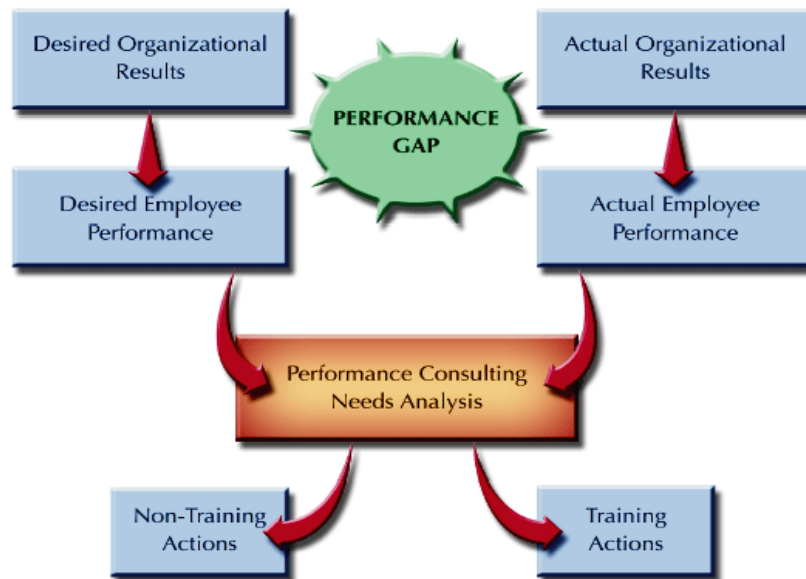 Desired Organizational
Results
Actual Organizational
Results
PERFORMANCE
GAP
Desired Employee
Performance
Actual Employee
Performance
Performance Consulting
Needs Analysis
Non-Training
Actions
Training
Actions